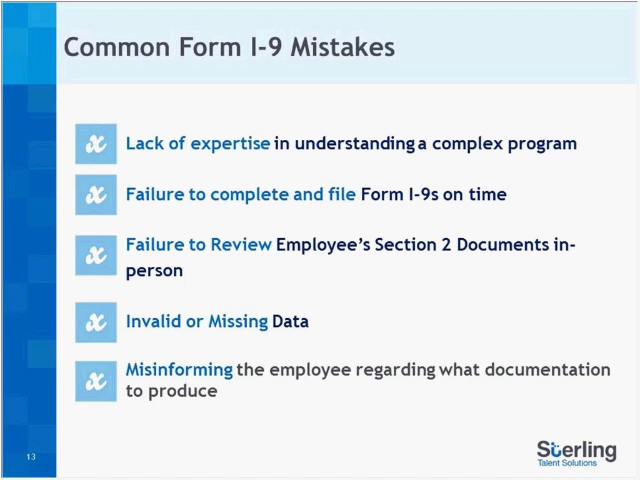 Common Form I-9 Mistakes
x Lack of expertise in understanding a complex program
x Failure to complete and file Form I-9s on time
x Failure to Review Employee's Section 2 Documents in-
person
x Invalid or Missing Data
x Misinforming the employee regarding what documentation
to produce
13
Sterling
Talent Solutions